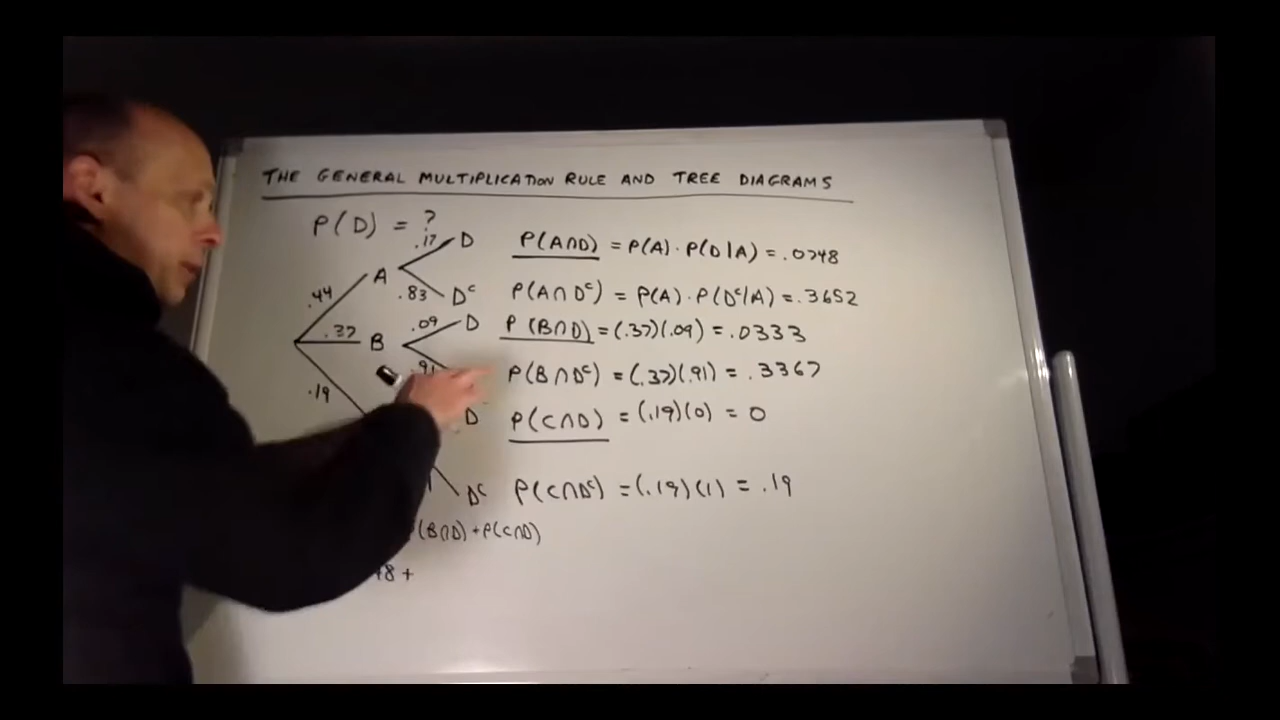 THE GENERAL MULTIPLICATION RULE AND TREE DIAGRAMS
P(D) = ?
.17 D
P(A∩D) = P(A)·P(D|A) = .0748
.44 A
.83 Dᶜ
P(A∩Dᶜ) = P(A)·P(Dᶜ|A) = .3652
.09 D
P(B∩D) = (.37)(.09) = .0333
.37 B
.91
P(B∩Dᶜ) = (.37)(.91) = .3367
.19
D
P(C∩D) = (.19)(0) = 0
Dᶜ
P(C∩Dᶜ) = (.19)(1) = .19
(B∩D) + P(C∩D)
48 +